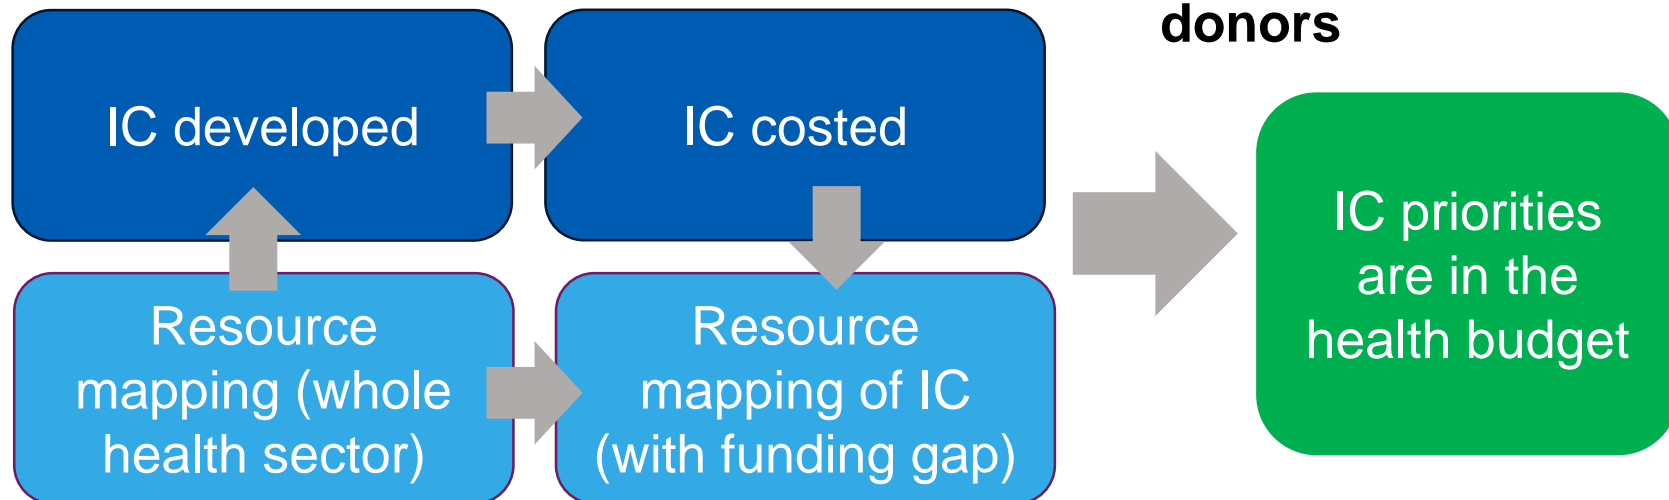 donors
IC developed
IC costed
Resource
mapping (whole
health sector)
Resource
mapping of IC
(with funding gap)
IC priorities
are in the
health budget